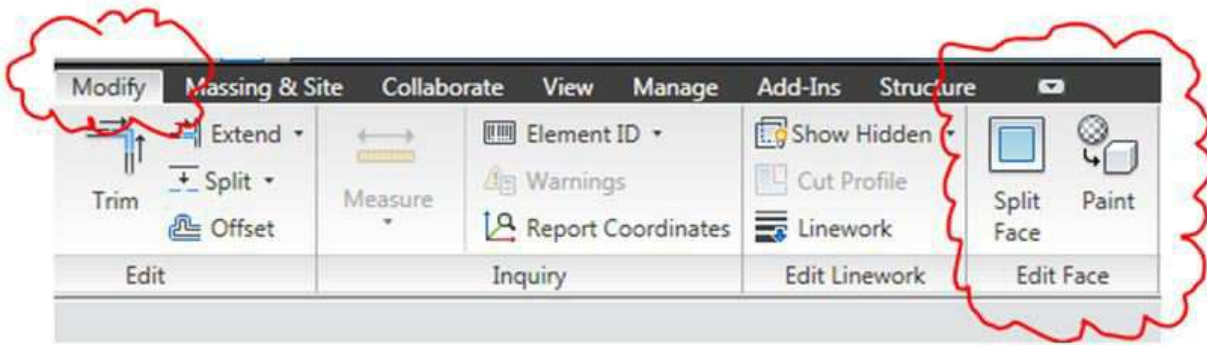 Modify Massing & Site Collaborate View Manage Add-Ins Structure
Extend Element ID Show Hidden
Split Warnings Cut Profile
Trim Measure Split Paint
Offset Report Coordinates Linework Face
Edit Inquiry Edit Linework Edit Face